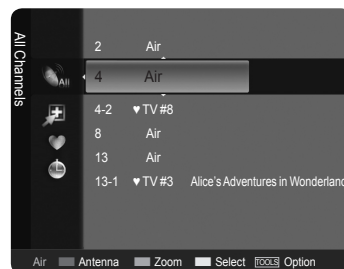 All Channels
2 Air
All
4 Air
4-2 ♥ TV #8
8 Air
13 Air
13-1 ♥ TV #3 Alice's Adventures in Wonderland
Air Antenna Zoom Select TOOLS Option